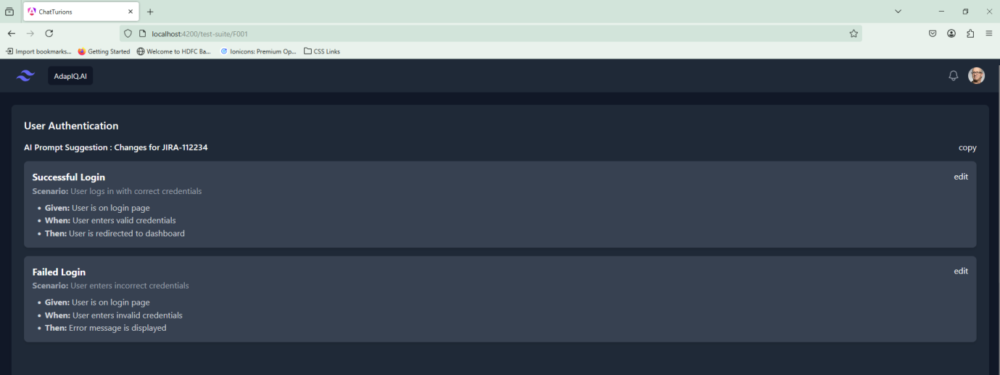 ChatTurions
localhost:4200/test-suite/F001
Import bookmarks... Getting Started Welcome to HDFC Ba... Ionicons: Premium Op... CSS Links
AdapIQ.AI
User Authentication
AI Prompt Suggestion : Changes for JIRA-112234 copy
Successful Login edit
Scenario: User logs in with correct credentials
• Given: User is on login page
• When: User enters valid credentials
• Then: User is redirected to dashboard
Failed Login edit
Scenario: User enters incorrect credentials
• Given: User is on login page
• When: User enters invalid credentials
• Then: Error message is displayed